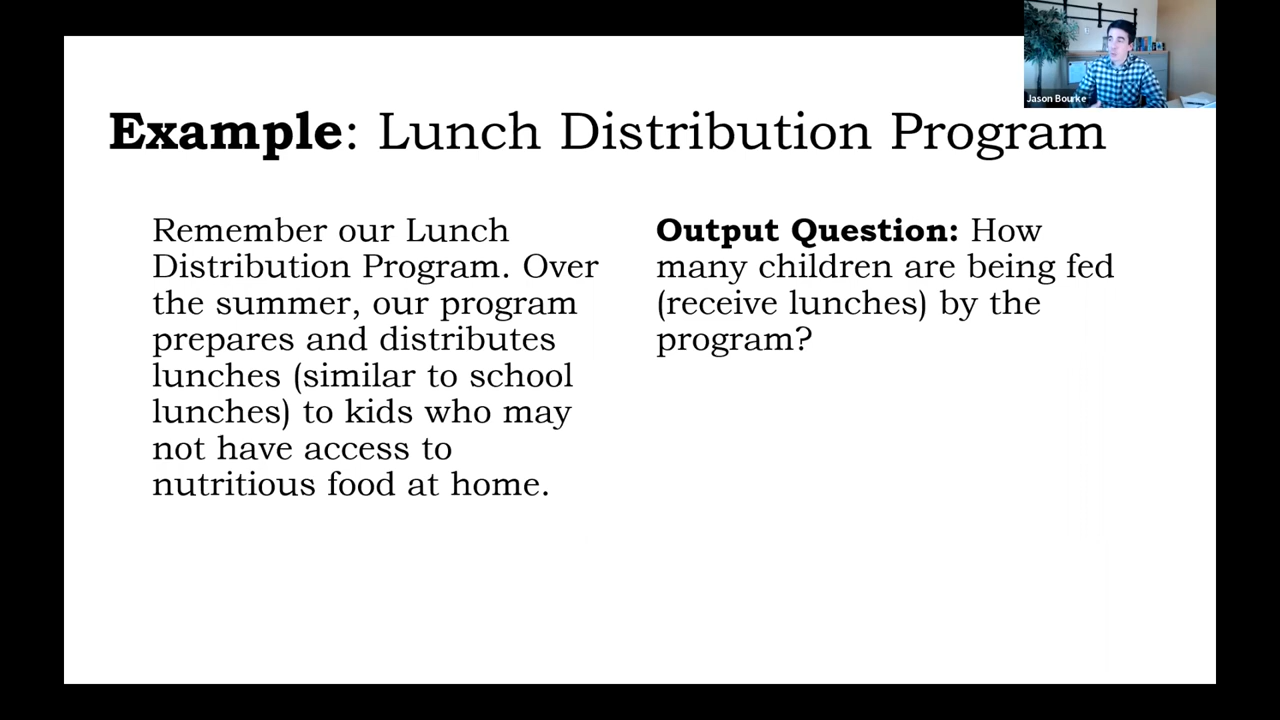 Jason Bourke
Example: Lunch Distribution Program
Remember our Lunch
Distribution Program. Over
the summer, our program
prepares and distributes
lunches (similar to school
lunches) to kids who may
not have access to
nutritious food at home.
Output Question: How
many children are being fed
(receive lunches) by the
program?